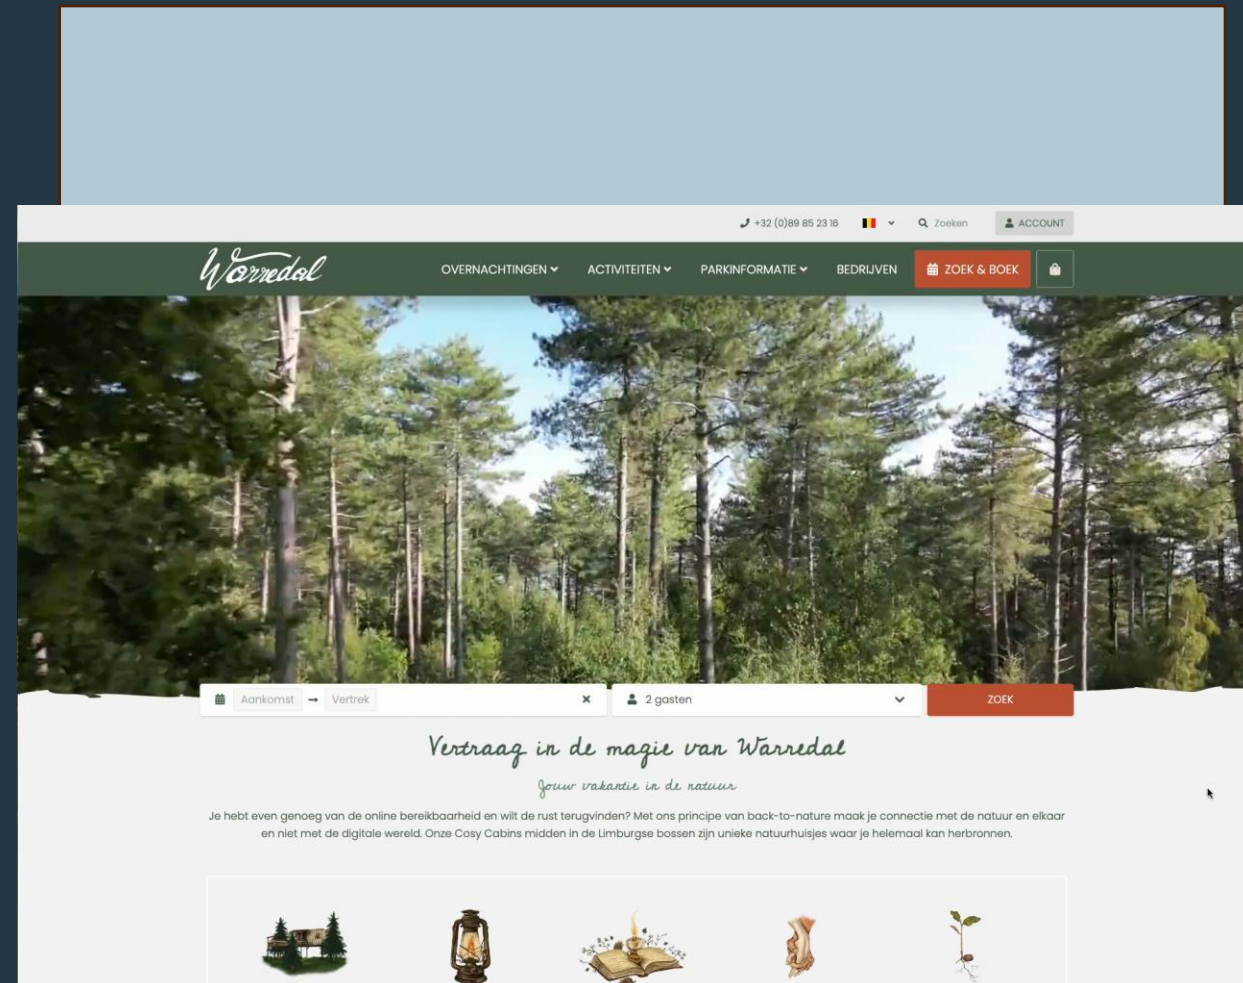 +32 (0)89 85 23 16 Zoeken ACCOUNT
Warredal OVERNACHTINGEN ACTIVITEITEN PARKINFORMATIE BEDRIJVEN ZOEK & BOEK
Aankomst → Vertrek 2 gasten ZOEK
Vertraag in de magie van Warredal
Jouw vakantie in de natuur
Je hebt even genoeg van de online bereikbaarheid en wilt de rust terugvinden? Met ons principe van back-to-nature maak je connectie met de natuur en elkaar
en niet met de digitale wereld. Onze Cosy Cabins midden in de Limburgse bossen zijn unieke natuurhuisjes waar je helemaal kan herbronnen.